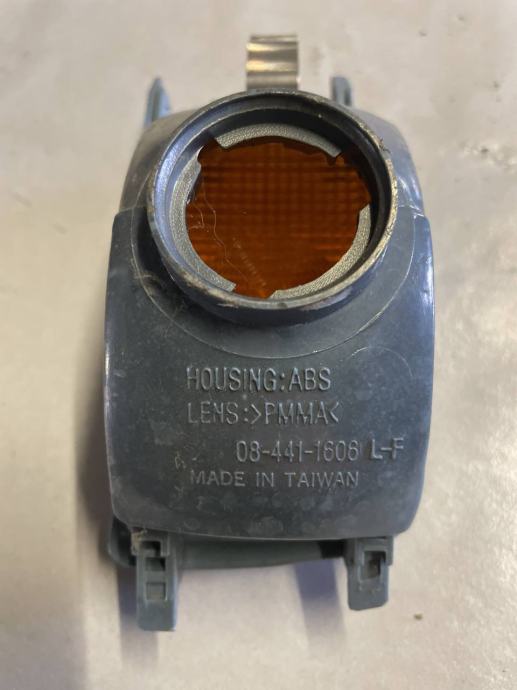 HOUSING:ABS
LENS:>PMMA<
08-441-1606 L-F
MADE IN TAIWAN